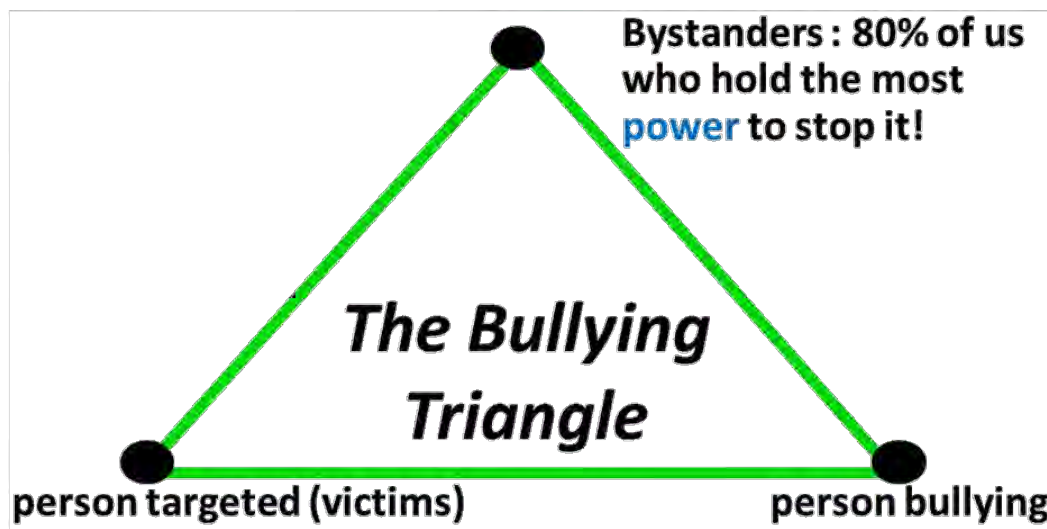 Bystanders : 80% of us
who hold the most
power to stop it!
The Bullying
Triangle
person targeted (victims)
person bullying